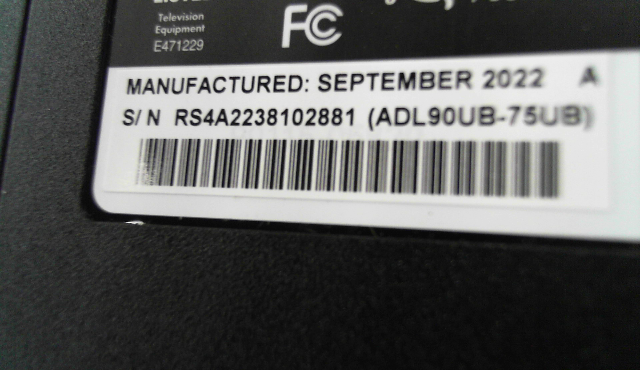 Television
Equipment
E471229
FC
MANUFACTURED: SEPTEMBER 2022 A
S/N RS4A2238102881 (ADL90UB-75UB)